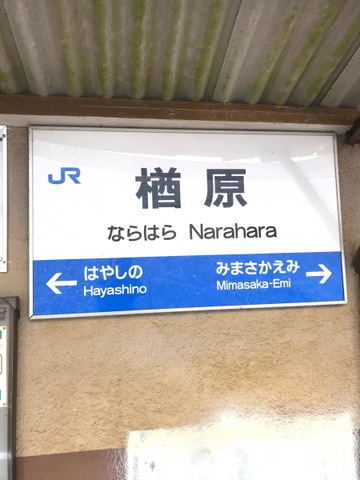 JR
楢原
ならはら Narahara
← はやしの みまさかえみ →
Hayashino Mimasaka-Emi